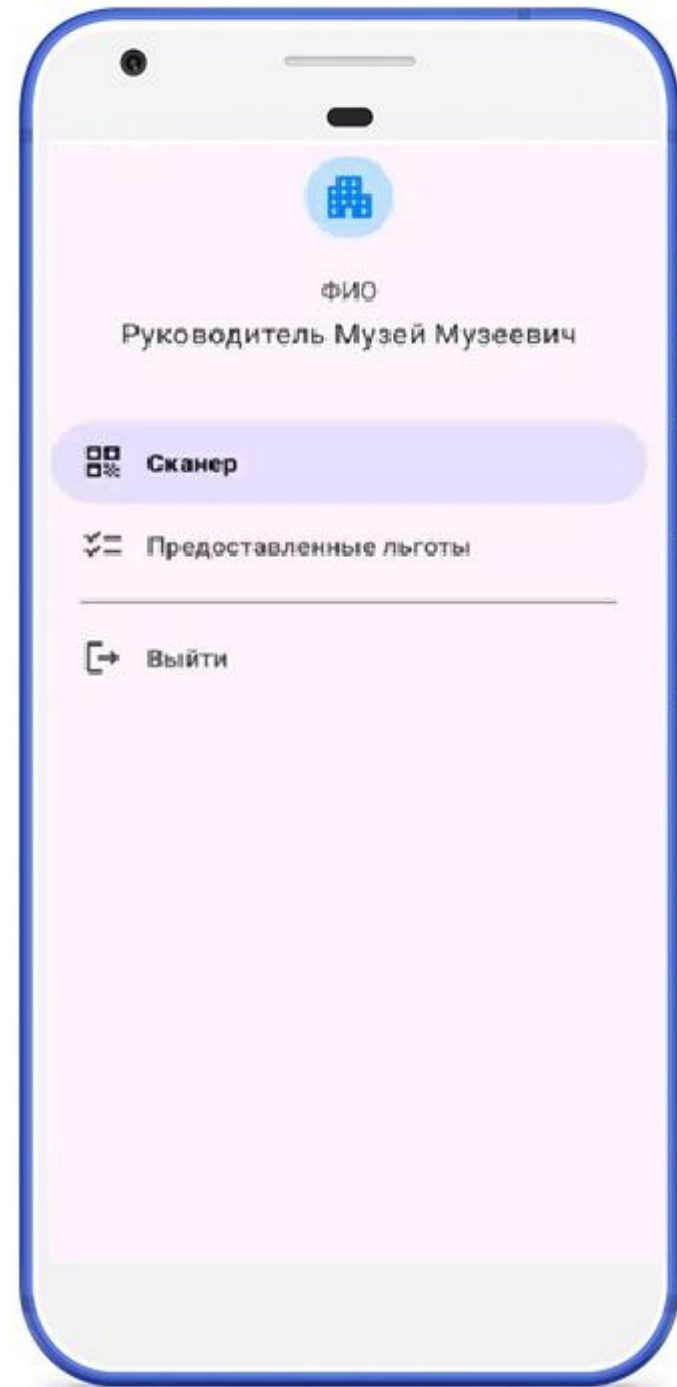 ФИО
Руководитель Музей Музеевич
Сканер
Предоставленные льготы
Выйти